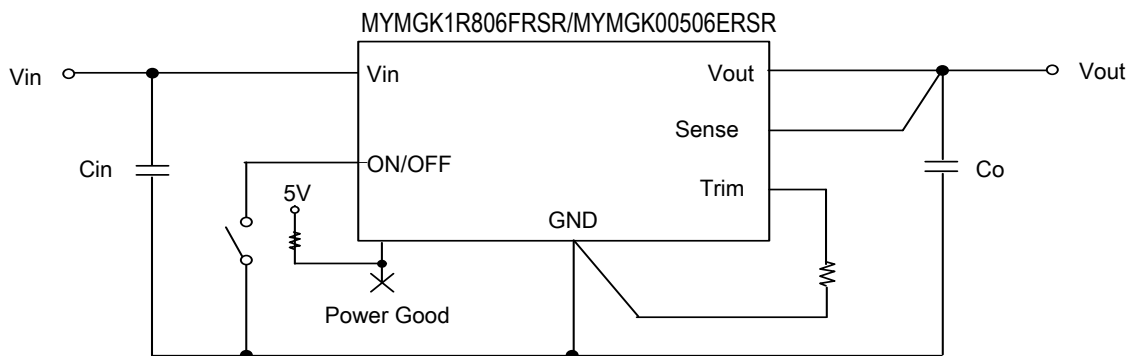 MYMGK1R806FRSR/MYMGK00506ERSR
Vin
Vin
Vout
Vout
Sense
Cin
ON/OFF
Co
5V
Trim
GND
Power Good